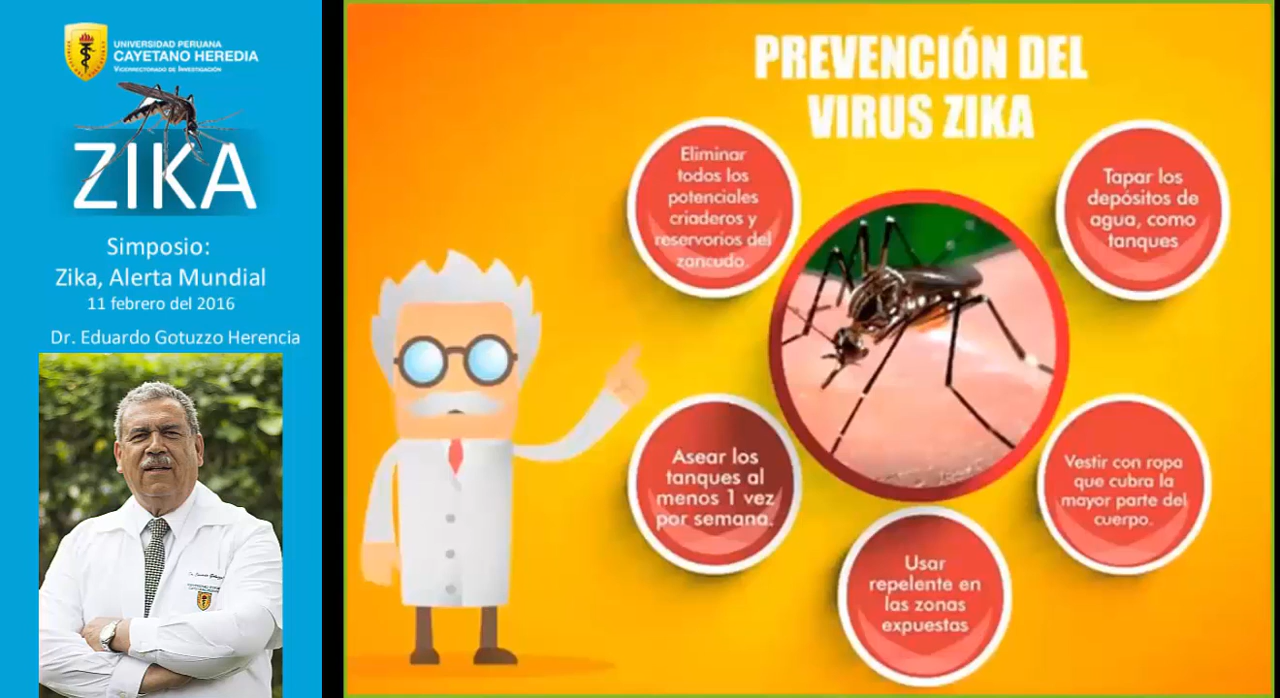 UNIVERSIDAD PERUANA
CAYETANO HEREDIA
VICERRECTORADO DE INVESTIGACIÓN
ZIKA
Simposio:
Zika, Alerta Mundial
11 febrero del 2016
Dr. Eduardo Gotuzzo Herencia
PREVENCIÓN DEL
VIRUS ZIKA
Eliminar
todos los
potenciales
criaderos y
reservorios del
zancudo.
Tapar los
depósitos de
agua, como
tanques
Asear los
tanques al
menos 1 vez
por semana.
Vestir con ropa
que cubra la
mayor parte del
cuerpo.
Usar
repelente en
las zonas
expuestas